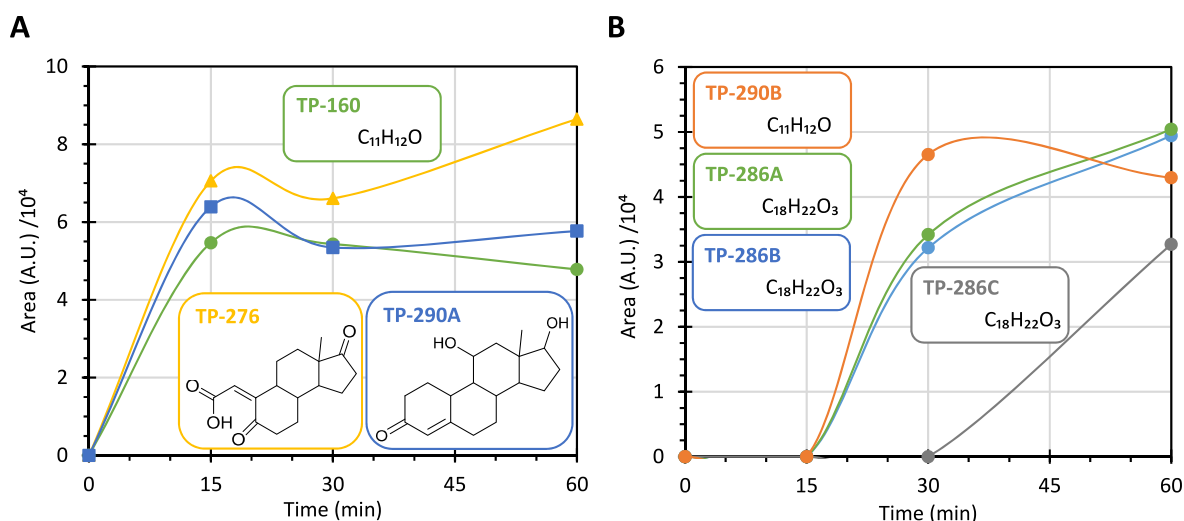 A
B
10
8
6
4
2
0
Area (A.U.) /10⁴
TP-160
C₁₁H₁₂O
TP-276
O
O
OH
O
TP-290A
OH
HO
O
0
15
30
45
60
Time (min)
6
5
4
3
2
1
0
Area (A.U.) /10⁴
TP-290B
C₁₁H₁₂O
TP-286A
C₁₈H₂₂O₃
TP-286B
C₁₈H₂₂O₃
TP-286C
C₁₈H₂₂O₃
0
15
30
45
60
Time (min)